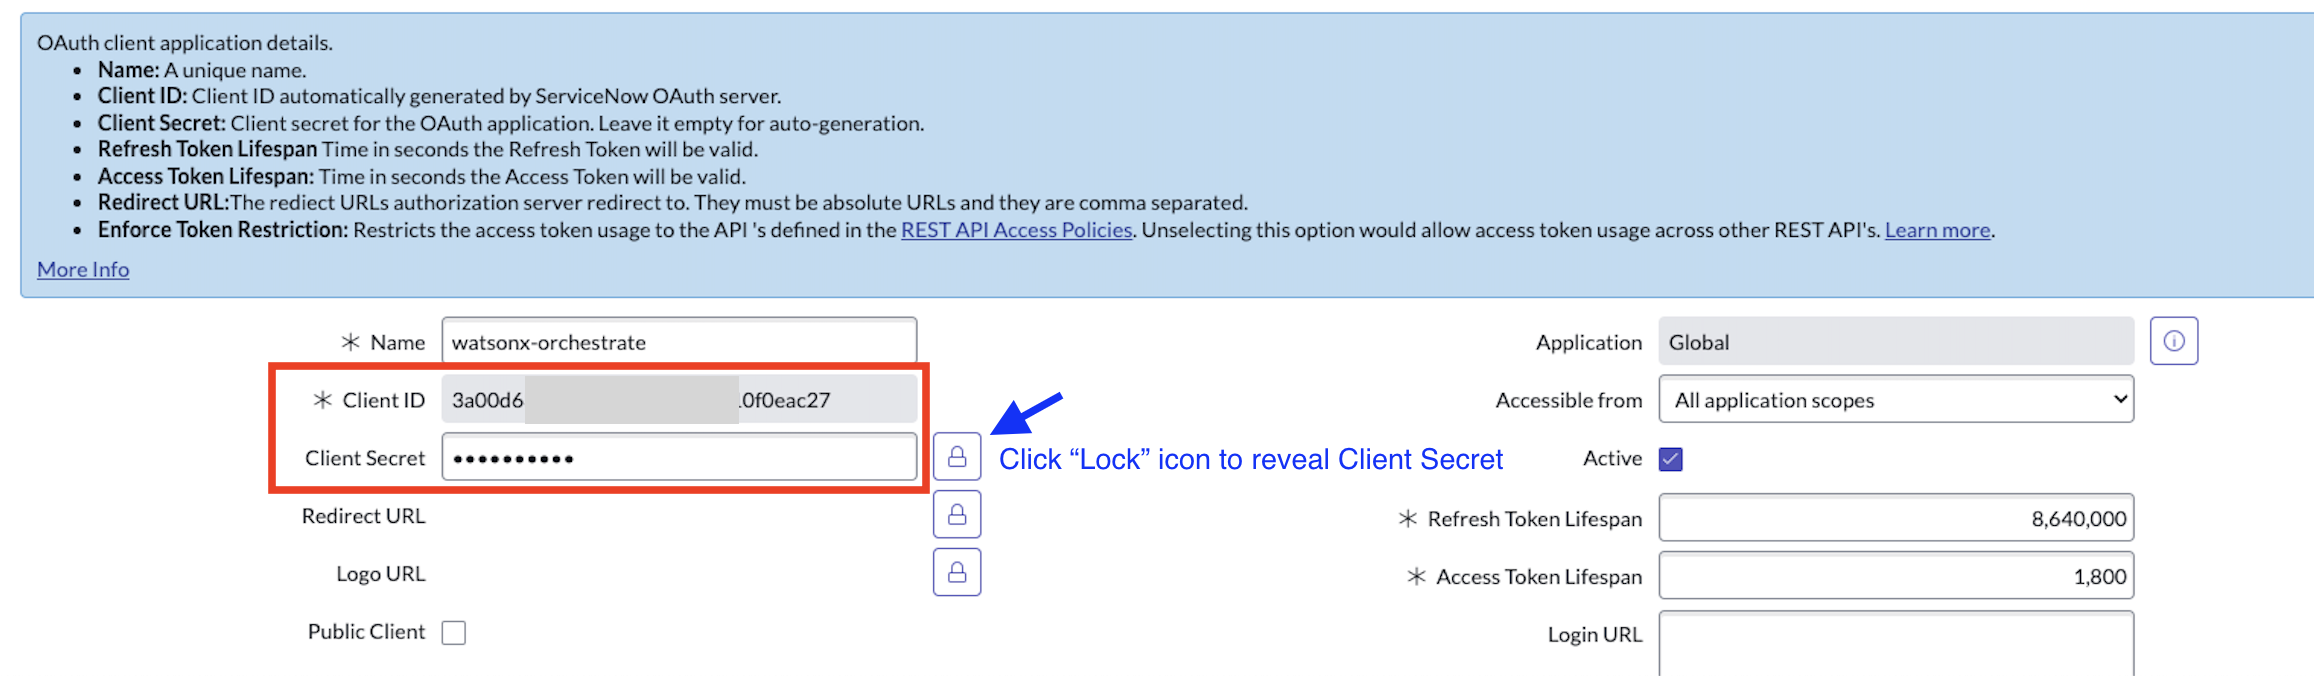 OAuth client application details.
Name: A unique name.
Client ID: Client ID automatically generated by ServiceNow OAuth server.
Client Secret: Client secret for the OAuth application. Leave it empty for auto-generation.
Refresh Token Lifespan Time in seconds the Refresh Token will be valid.
Access Token Lifespan: Time in seconds the Access Token will be valid.
Redirect URL:The rediect URLs authorization server redirect to. They must be absolute URLs and they are comma separated.
Enforce Token Restriction: Restricts the access token usage to the API 's defined in the REST API Access Policies. Unselecting this option would allow access token usage across other REST API's. Learn more.
More Info
Name watsonx-orchestrate
Client ID 3a00d6 .0f0eac27
Client Secret ••••••••••
Click “Lock” icon to reveal Client Secret
Redirect URL
Logo URL
Public Client
Application Global
Accessible from All application scopes
Active
Refresh Token Lifespan 8,640,000
Access Token Lifespan 1,800
Login URL